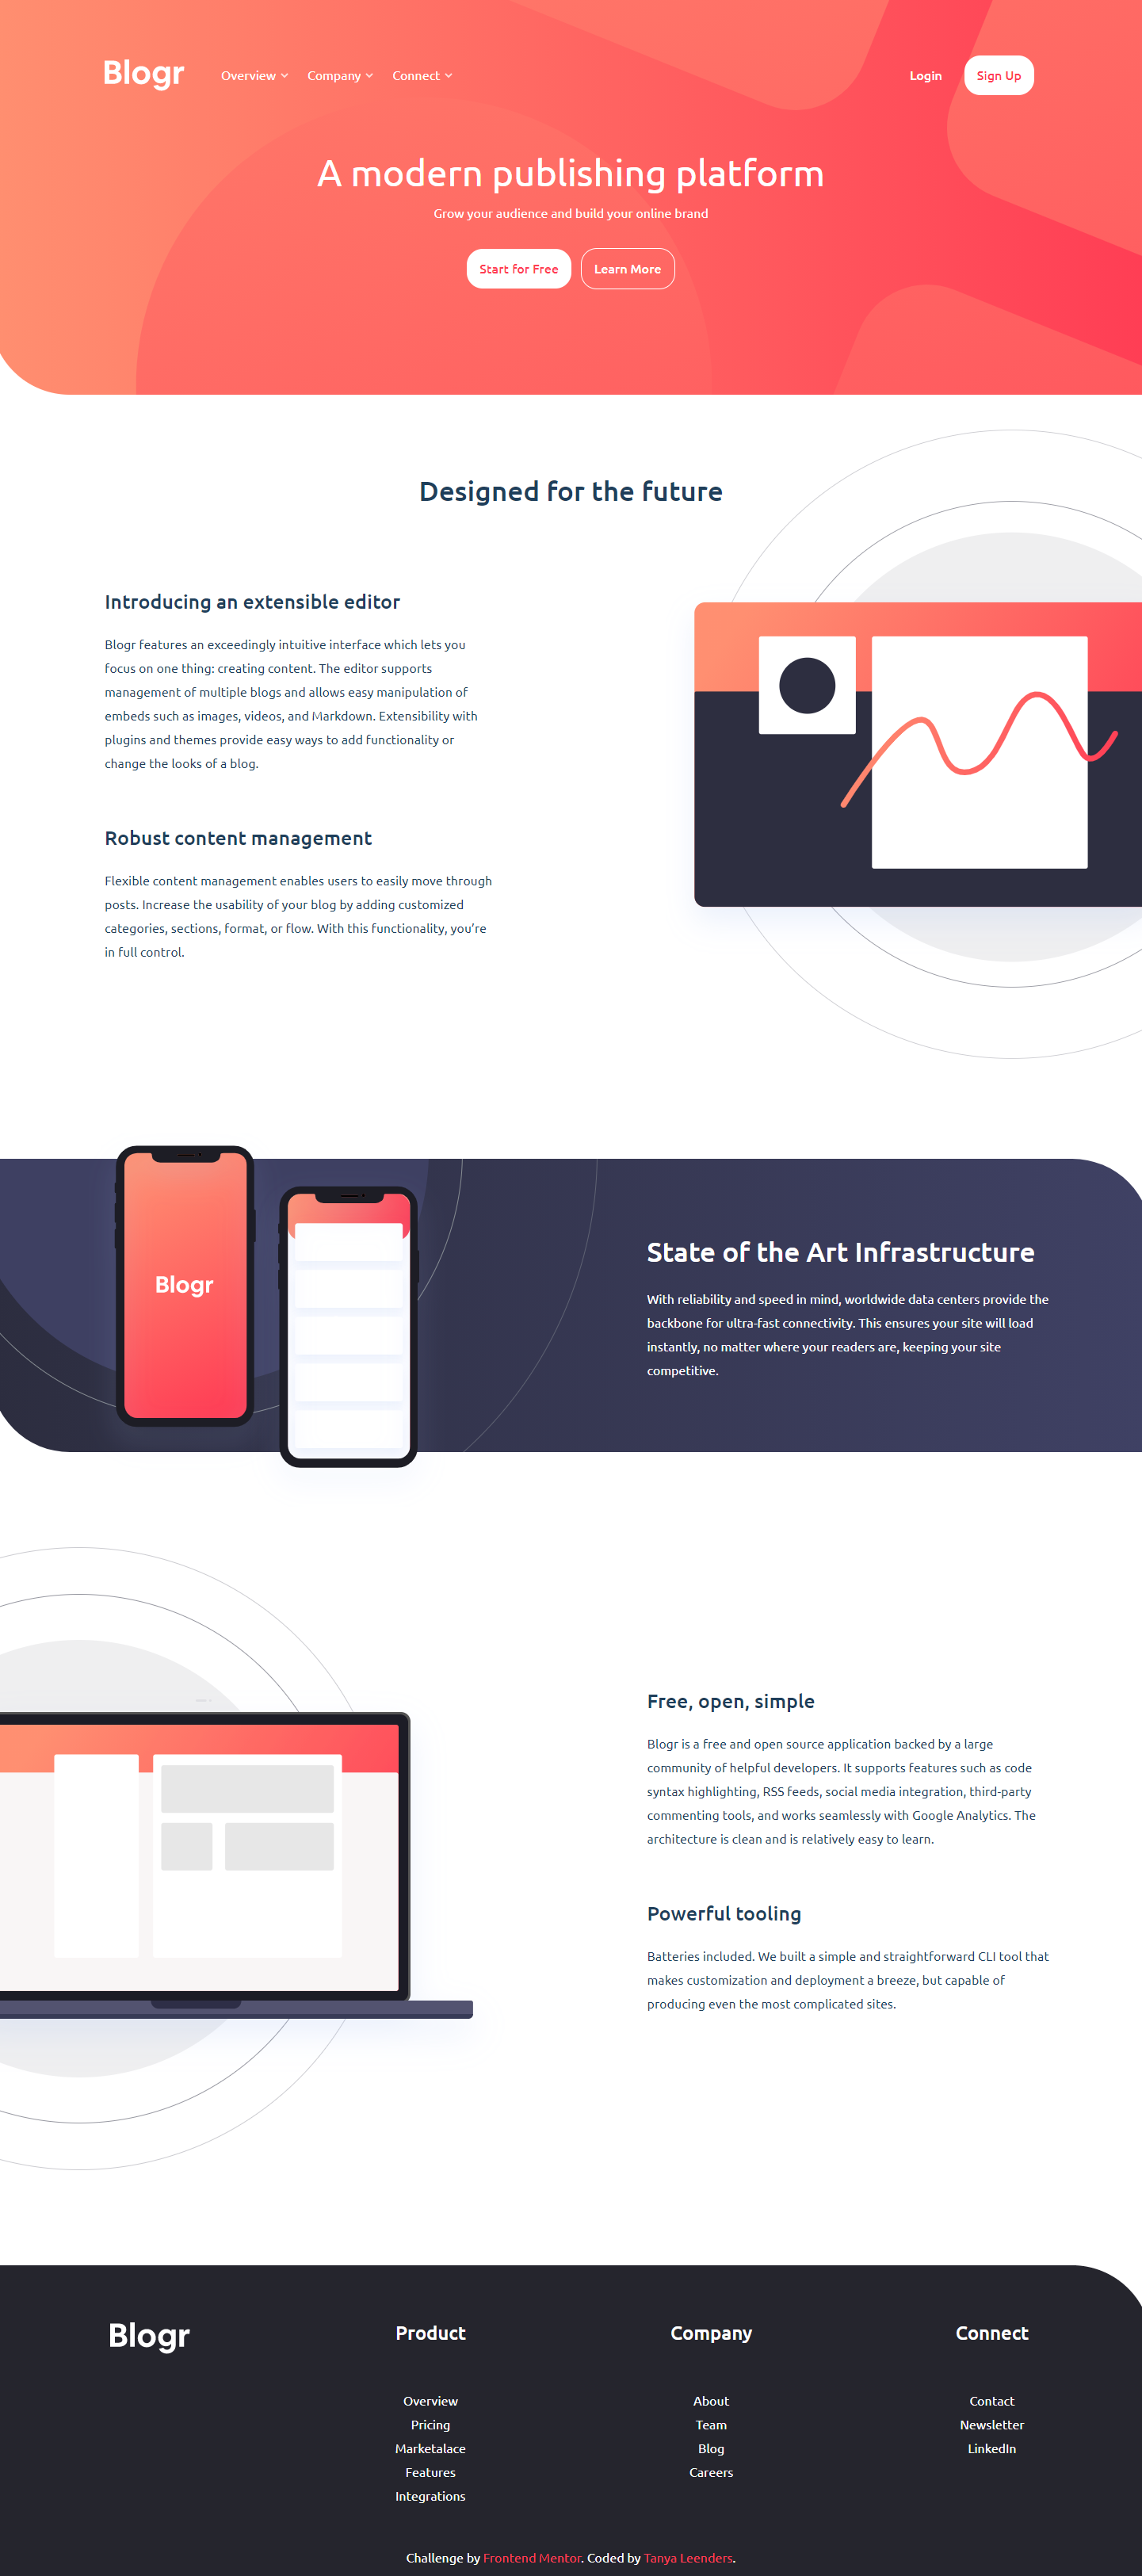 Blogr Overview Company Connect Login Sign Up
A modern publishing platform
Grow your audience and build your online brand
Start for Free Learn More
Designed for the future
Introducing an extensible editor
Blogr features an exceedingly intuitive interface which lets you
focus on one thing: creating content. The editor supports
management of multiple blogs and allows easy manipulation of
embeds such as images, videos, and Markdown. Extensibility with
plugins and themes provide easy ways to add functionality or
change the looks of a blog.
Robust content management
Flexible content management enables users to easily move through
posts. Increase the usability of your blog by adding customized
categories, sections, format, or flow. With this functionality, you’re
in full control.
Blogr
State of the Art Infrastructure
With reliability and speed in mind, worldwide data centers provide the
backbone for ultra-fast connectivity. This ensures your site will load
instantly, no matter where your readers are, keeping your site
competitive.
Free, open, simple
Blogr is a free and open source application backed by a large
community of helpful developers. It supports features such as code
syntax highlighting, RSS feeds, social media integration, third-party
commenting tools, and works seamlessly with Google Analytics. The
architecture is clean and is relatively easy to learn.
Powerful tooling
Batteries included. We built a simple and straightforward CLI tool that
makes customization and deployment a breeze, but capable of
producing even the most complicated sites.
Blogr
Product
Overview
Pricing
Marketalace
Features
Integrations
Company
About
Team
Blog
Careers
Connect
Contact
Newsletter
LinkedIn
Challenge by Frontend Mentor. Coded by Tanya Leenders.